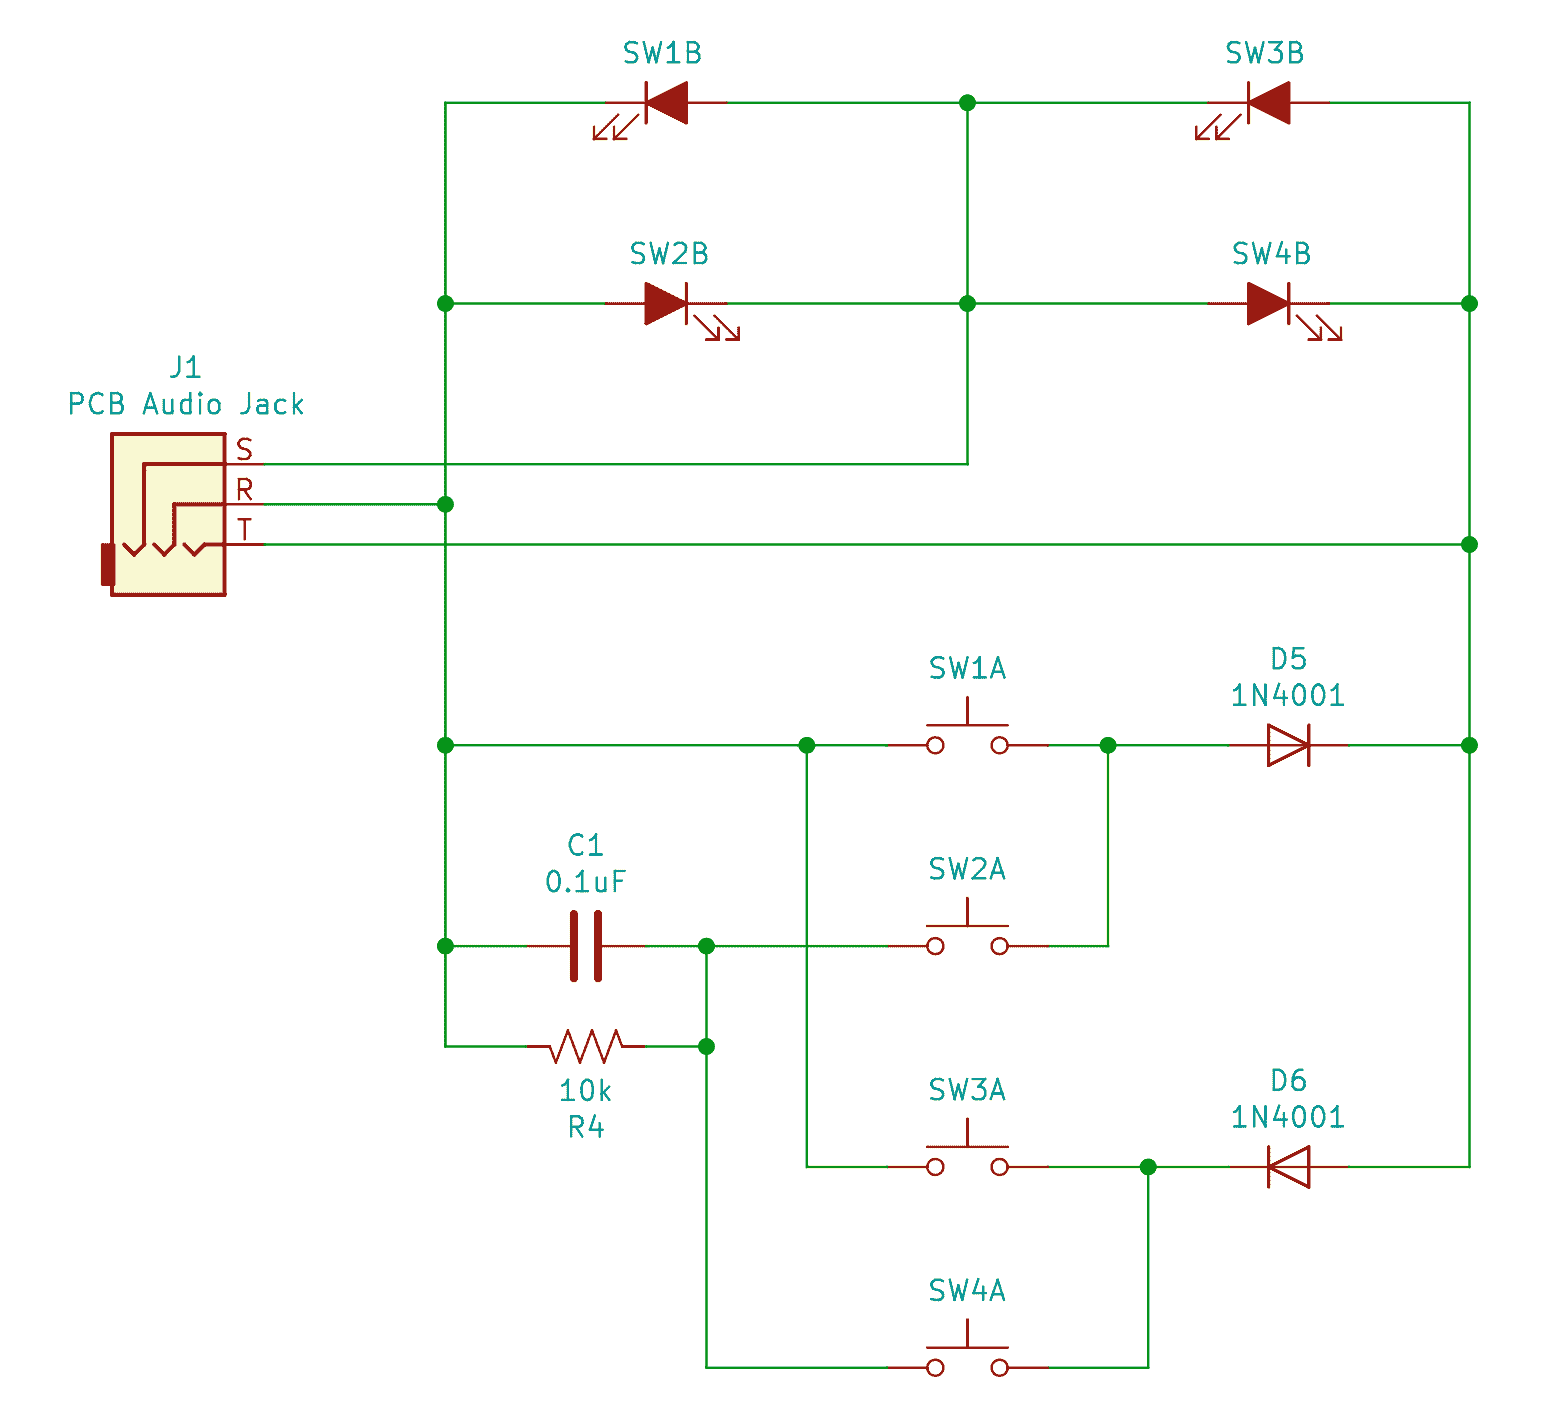 SW1B
SW3B
SW2B
SW4B
J1
PCB Audio Jack
S
R
T
SW1A
D5
1N4001
C1
0.1uF
SW2A
10k
R4
SW3A
D6
1N4001
SW4A